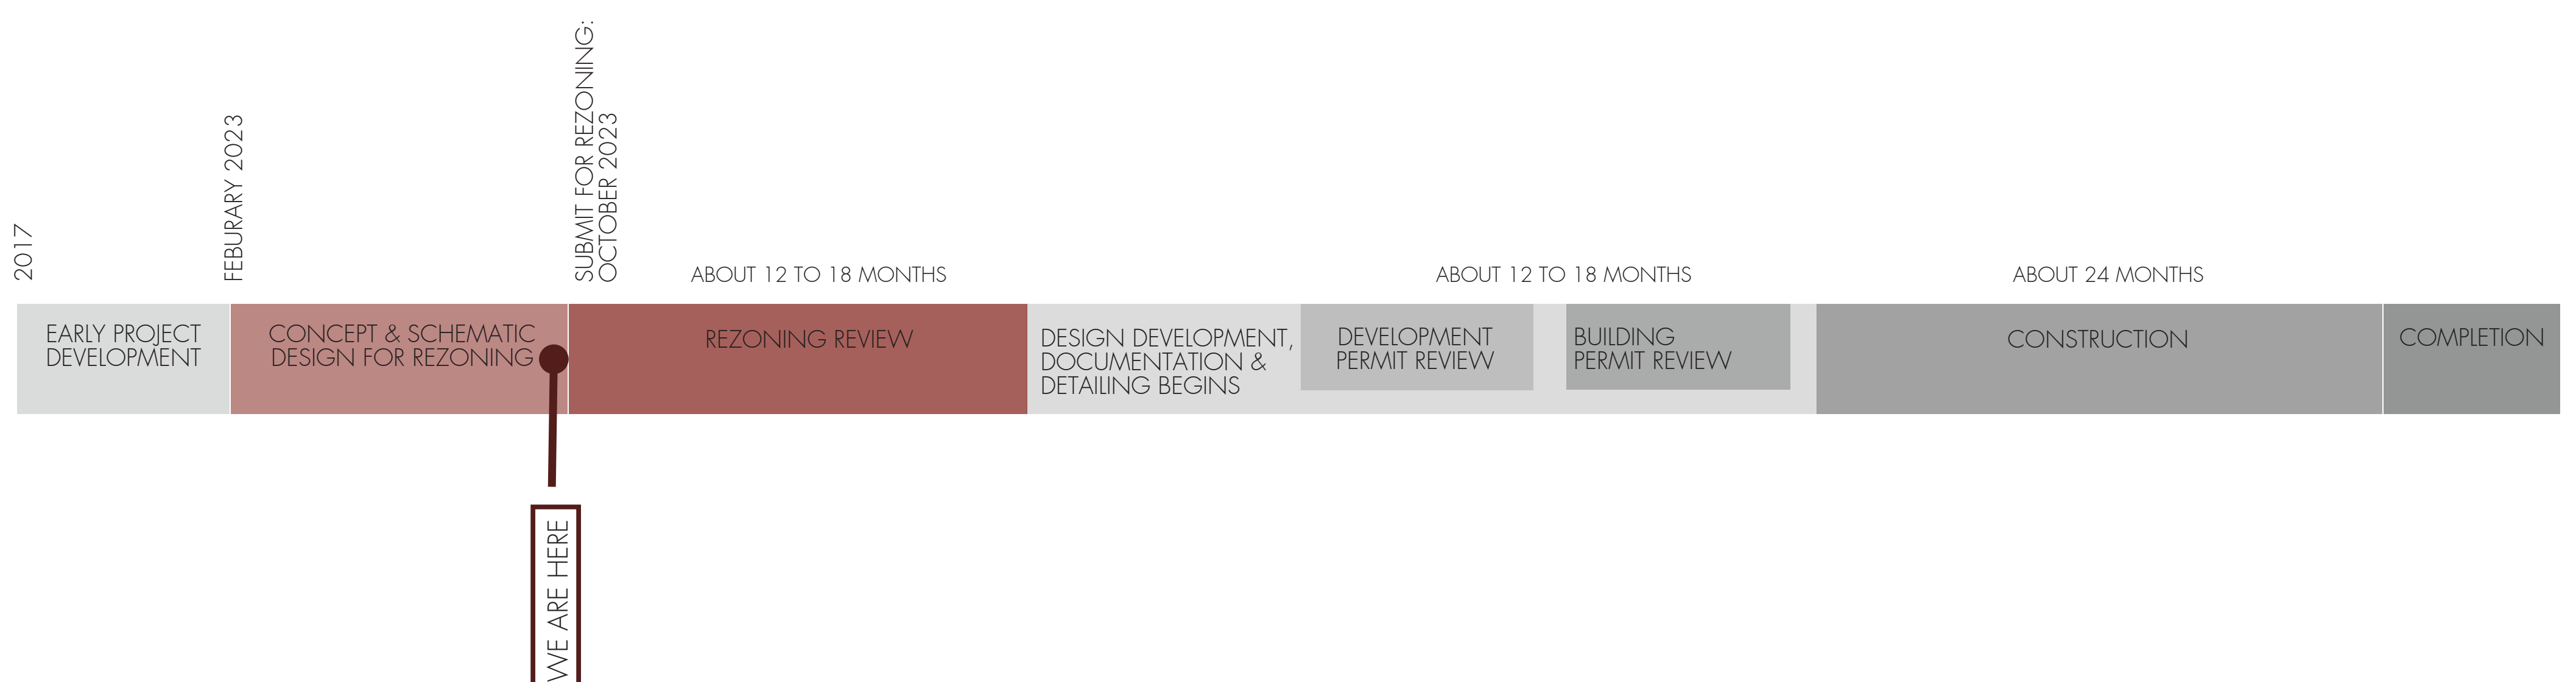 2017
FEBURARY 2023
SUBMIT FOR REZONING:
OCTOBER 2023
ABOUT 12 TO 18 MONTHS
ABOUT 12 TO 18 MONTHS
ABOUT 24 MONTHS
EARLY PROJECT
DEVELOPMENT
CONCEPT & SCHEMATIC
DESIGN FOR REZONING
REZONING REVIEW
DESIGN DEVELOPMENT,
DOCUMENTATION &
DETAILING BEGINS
DEVELOPMENT
PERMIT REVIEW
BUILDING
PERMIT REVIEW
CONSTRUCTION
COMPLETION
WE ARE HERE